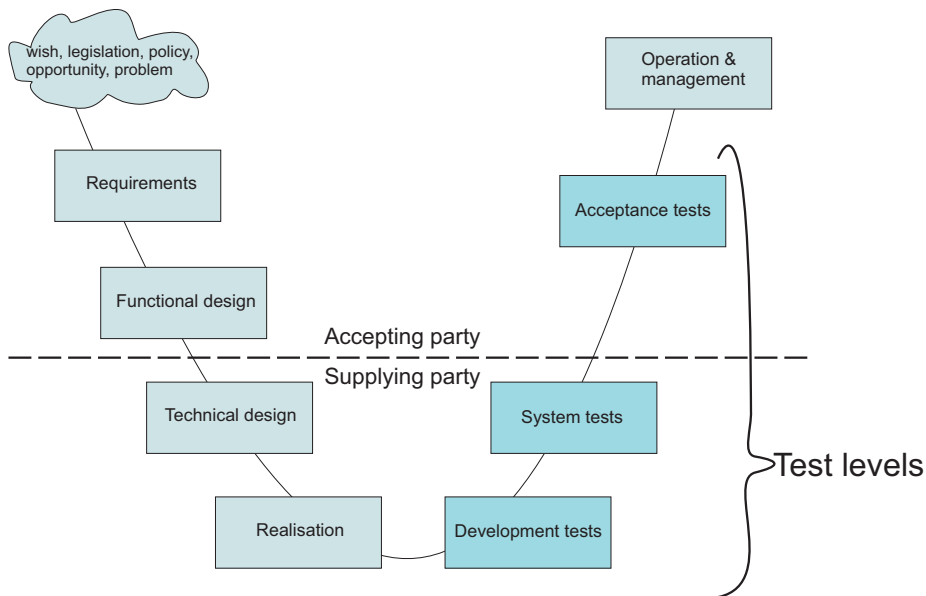 wish, legislation, policy,
opportunity, problem
Operation &
management
Requirements
Acceptance tests
Functional design
Accepting party
Supplying party
Technical design
System tests
Test levels
Realisation
Development tests